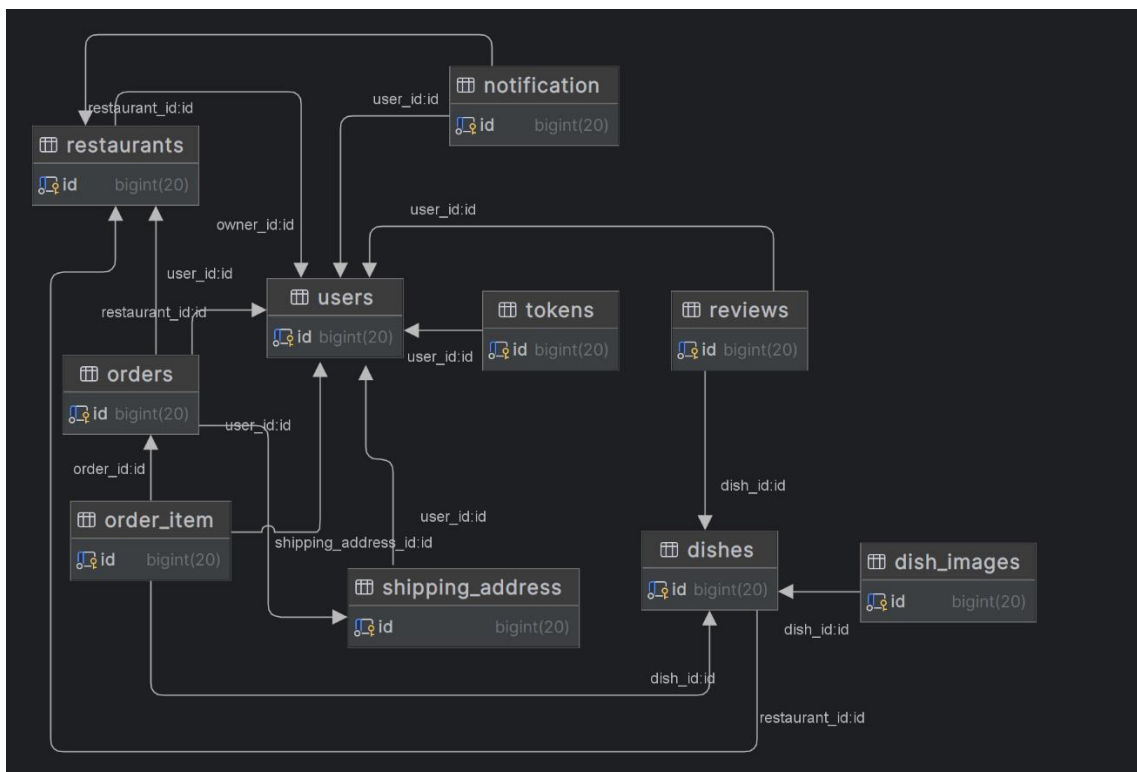 notification
id bigint(20)
user_id:id
restaurant_id:id
restaurants
id bigint(20)
user_id:id
owner_id:id
user_id:id
users
id bigint(20)
tokens
id bigint(20)
reviews
id bigint(20)
restaurant_id:id
user_id:id
orders
id bigint(20)
user_id:id
order_id:id
dish_id:id
order_item
id bigint(20)
user_id:id
shipping_address_id:id
dishes
id bigint(20)
dish_images
id bigint(20)
shipping_address
id bigint(20)
dish_id:id
dish_id:id
restaurant_id:id